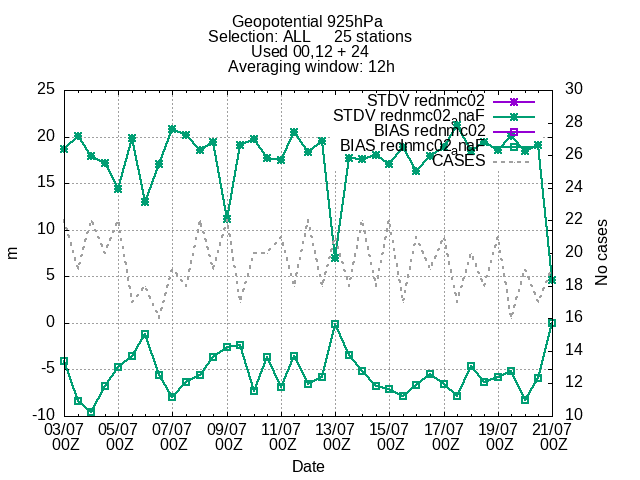 Geopotential 925hPa
Selection: ALL 25 stations
Used 00,12 + 24
Averaging window: 12h
STDV rednmc02
STDV rednmc02_anaF
BIAS rednmc02
BIAS rednmc02_anaF
CASES
25
20
15
10
5
0
-5
-10
m
30
28
26
24
22
20
18
16
14
12
10
No cases
03/07 05/07 07/07 09/07 11/07 13/07 15/07 17/07 19/07 21/07
00Z 00Z 00Z 00Z 00Z 00Z 00Z 00Z 00Z 00Z
Date